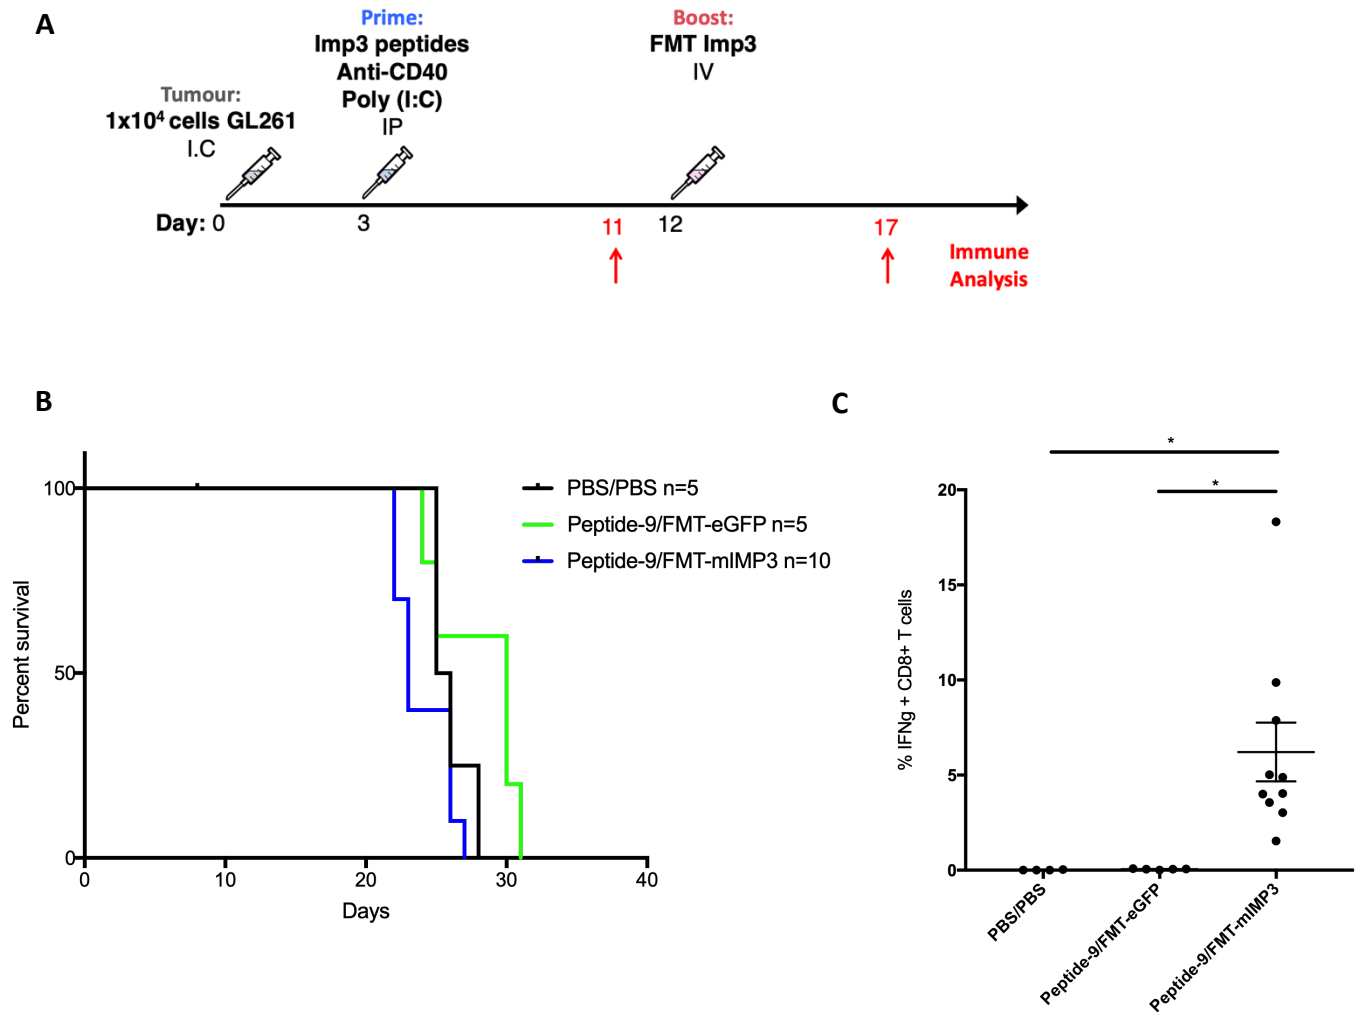 A
Prime:
Imp3 peptides
Anti-CD40
Poly (I:C)
IP
Boost:
FMT Imp3
IV
Tumour:
1x10⁴ cells GL261
I.C
Day: 0 3 11 12 17
Immune
Analysis
B
PBS/PBS n=5
Peptide-9/FMT-eGFP n=5
Peptide-9/FMT-mIMP3 n=10
Percent survival
100
50
0
0 10 20 30 40
Days
C
*
*
% IFNg + CD8+ T cells
20
15
10
5
0
PBS/PBS
Peptide-9/FMT-eGFP
Peptide-9/FMT-mIMP3